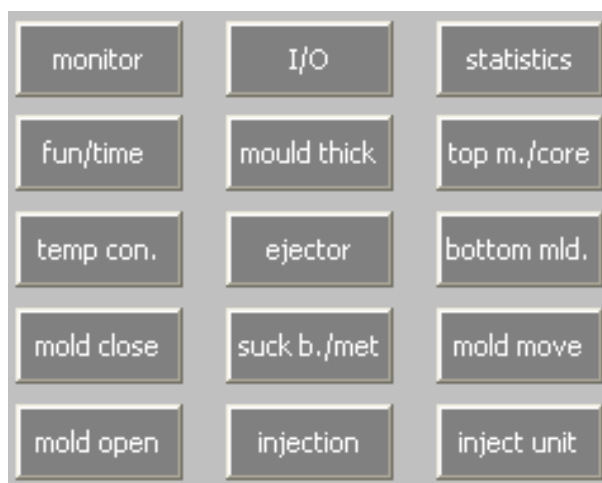 monitor I/O statistics
fun/time mould thick top m./core
temp con. ejector bottom mld.
mold close suck b./met mold move
mold open injection inject unit